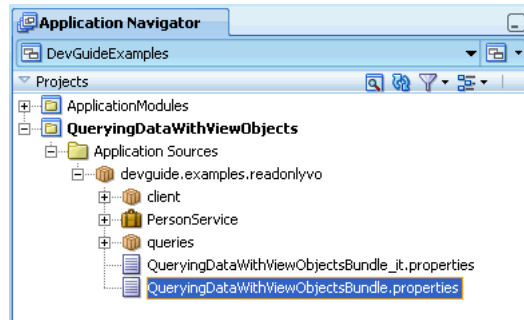 Application Navigator
DevGuideExamples
Projects
ApplicationModules
QueryingDataWithViewObjects
Application Sources
devguide.examples.readonlyvo
client
PersonService
queries
QueryingDataWithViewObjectsBundle_it.properties
QueryingDataWithViewObjectsBundle.properties